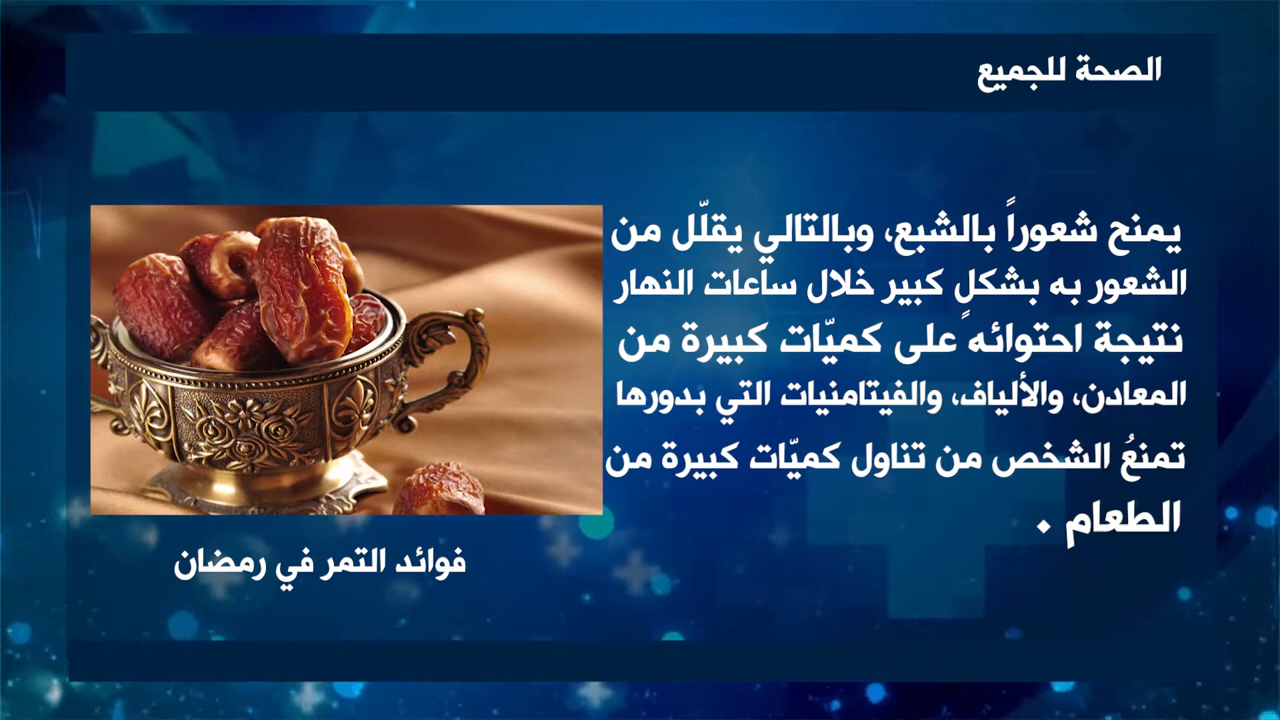 الصحة للجميع
يمنح شعوراً بالشبع، وبالتالي يقلّل من
الشعور به بشكلٍ كبير خلال ساعات النهار
نتيجة احتوائه على كميّات كبيرة من
المعادن، والألياف، والفيتامنيات التي بدورها
تمنعُ الشخص من تناول كميّات كبيرة من
الطعام .
فوائد التمر في رمضان